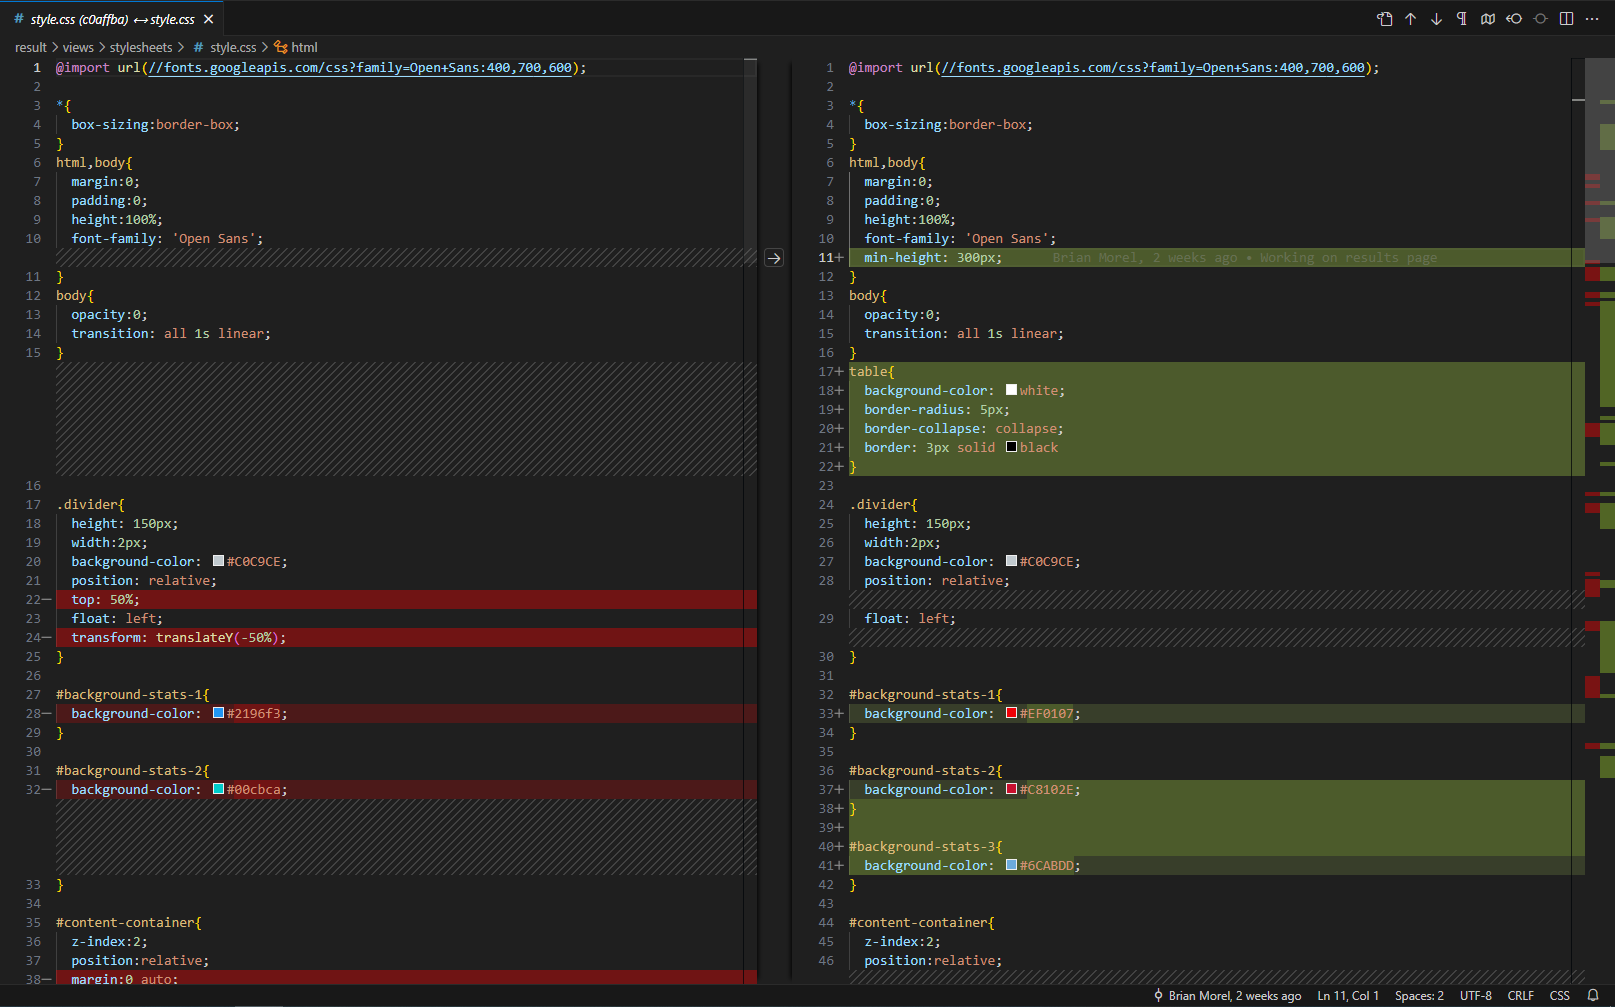 # style.css (c0affba) ↔ style.css ×
result > views > stylesheets > # style.css > html
1 @import url(//fonts.googleapis.com/css?family=Open+Sans:400,700,600);
2
3 *{
4 box-sizing:border-box;
5 }
6 html,body{
7 margin:0;
8 padding:0;
9 height:100%;
10 font-family: 'Open Sans';
11 }
12 body{
13 opacity:0;
14 transition: all 1s linear;
15 }
16
17 .divider{
18 height: 150px;
19 width:2px;
20 background-color: #C0C9CE;
21 position: relative;
22— top: 50%;
23 float: left;
24— transform: translateY(-50%);
25 }
26
27 #background-stats-1{
28— background-color: #2196f3;
29 }
30
31 #background-stats-2{
32— background-color: #00cbca;
33 }
34
35 #content-container{
36 z-index:2;
37 position:relative;
38— margin:0 auto;
1 @import url(//fonts.googleapis.com/css?family=Open+Sans:400,700,600);
2
3 *{
4 box-sizing:border-box;
5 }
6 html,body{
7 margin:0;
8 padding:0;
9 height:100%;
10 font-family: 'Open Sans';
11+ min-height: 300px; Brian Morel, 2 weeks ago • Working on results page
12 }
13 body{
14 opacity:0;
15 transition: all 1s linear;
16 }
17+ table{
18+ background-color: white;
19+ border-radius: 5px;
20+ border-collapse: collapse;
21+ border: 3px solid black
22+ }
23
24 .divider{
25 height: 150px;
26 width:2px;
27 background-color: #C0C9CE;
28 position: relative;
29 float: left;
30 }
31
32 #background-stats-1{
33+ background-color: #EF0107;
34 }
35
36 #background-stats-2{
37+ background-color: #C8102E;
38+ }
39+
40+ #background-stats-3{
41+ background-color: #6CABDD;
42 }
43
44 #content-container{
45 z-index:2;
46 position:relative;
Brian Morel, 2 weeks ago Ln 11, Col 1 Spaces: 2 UTF-8 CRLF CSS